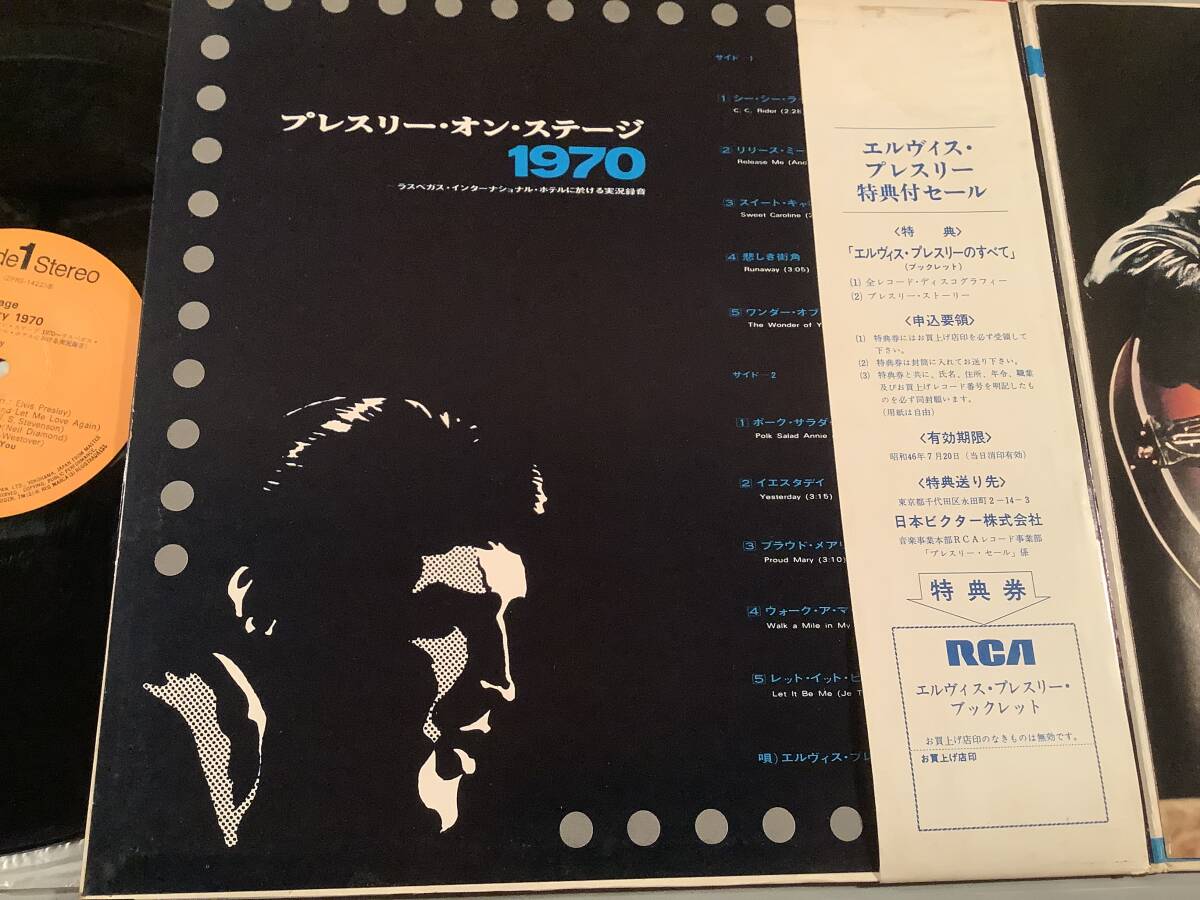 de 1 Stereo
age
ry 1970
y
n.: Elvis Presley)
nd Let Me Love Again)
S. Stevenson)
(Neil Diamond)
-Westover)
You
プレスリー・オン・ステージ
1970
ラスベガス・インターナショナル・ホテルに於ける実況録音
サイド―1
1 シー・シー・ラ
C. C. Rider (2:28
2 リリース・ミー
Release Me (And
3 スイート・キャ
Sweet Caroline (2
4 悲しき街角
Runaway (3:05)
5 ワンダー・オブ
The Wonder of Y
サイド―2
1 ポーク・サラダ
Polk Salad Annie
2 イエスタデイ
Yesterday (3:15)
3 プラウド・メアリ
Proud Mary (3:10)
4 ウォーク・ア・マ
Walk a Mile in My
5 レット・イット・ビ
Let It Be Me (Je T
唄)エルヴィス・プレ
エルヴィス・
プレスリー
特典付セール
〈特 典〉
「エルヴィス・プレスリーのすべて」
(ブックレット)
(1) 全レコード・ディスコグラフィー
(2) プレスリー・ストーリー
〈申込要領〉
(1) 特典券にはお買上げ店印を必ず受領して
下さい。
(2) 特典券は封筒に入れてお送り下さい。
(3) 特典券と共に、氏名、住所、年令、職業
及びお買上げレコード番号を明記したも
のを必ず同封願います。
(用紙は自由)
〈有効期限〉
昭和46年7月20日(当日消印有効)
〈特典送り先〉
東京都千代田区永田町2－14－3
日本ビクター株式会社
音楽事業本部RCAレコード事業部
「プレスリー・セール」係
特典券
RCA
エルヴィス・プレスリー・
ブックレット
お買上げ店印のなきものは無効です。
お買上げ店印